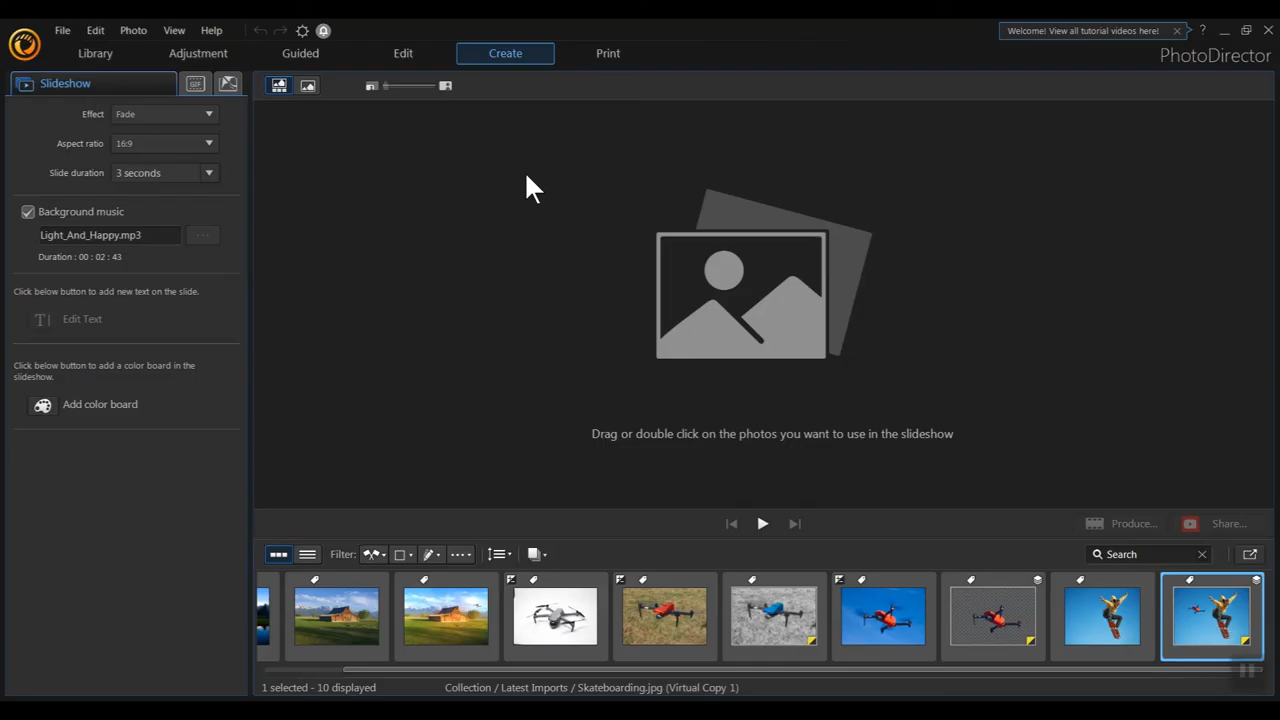 File Edit Photo View Help
Welcome! View all tutorial videos here!
?
Library Adjustment Guided Edit Create Print
PhotoDirector
Slideshow
GIF
Effect Fade
Aspect ratio 16:9
Slide duration 3 seconds
Background music
Light_And_Happy.mp3
...
Duration : 00 : 02 : 43
Click below button to add new text on the slide.
T Edit Text
Click below button to add a color board in the
slideshow.
Add color board
Drag or double click on the photos you want to use in the slideshow
Produce... Share...
Filter:
Search
1 selected - 10 displayed
Collection / Latest Imports / Skateboarding.jpg (Virtual Copy 1)